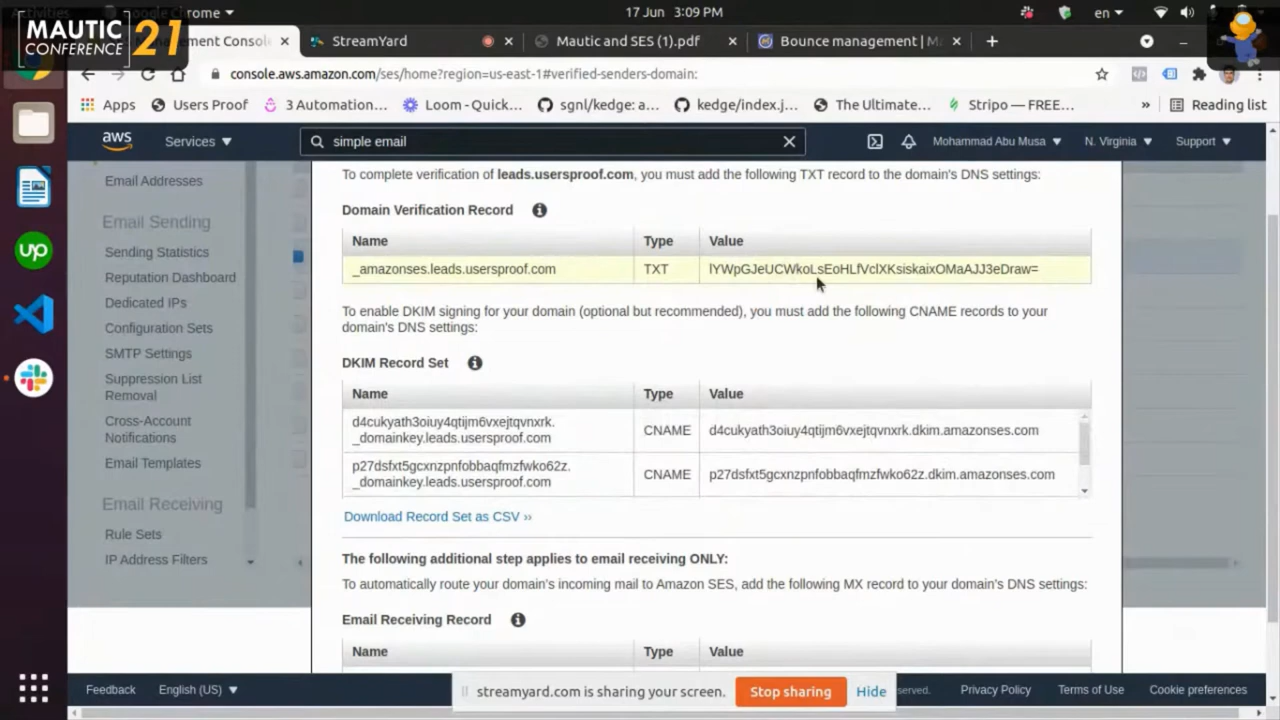 Activities
Chrome
17 Jun 3:09 PM
en
MAUTIC
CONFERENCE 21
Management Consol
StreamYard
Mautic and SES (1).pdf
Bounce management | M
console.aws.amazon.com/ses/home?region=us-east-1#verified-senders-domain:
Apps
Users Proof
3 Automation…
Loom - Quick…
sgnl/kedge: a…
kedge/index.j…
The Ultimate…
Stripo — FREE…
»
Reading list
aws
Services
simple email
Mohammad Abu Musa
N. Virginia
Support
Email Addresses
Email Sending
Sending Statistics
Reputation Dashboard
Dedicated IPs
Configuration Sets
SMTP Settings
Suppression List
Removal
Cross-Account
Notifications
Email Templates
Email Receiving
Rule Sets
IP Address Filters
To complete verification of leads.usersproof.com, you must add the following TXT record to the domain's DNS settings:
Domain Verification Record
Name Type Value
_amazonses.leads.usersproof.com TXT lYWpGJeUCWkoLsEoHLfVclXKsiskaixOMaAJJ3eDraw=
To enable DKIM signing for your domain (optional but recommended), you must add the following CNAME records to your
domain's DNS settings:
DKIM Record Set
Name Type Value
d4cukyath3oiuy4qtijm6vxejtqvnxrk.
_domainkey.leads.usersproof.com CNAME d4cukyath3oiuy4qtijm6vxejtqvnxrk.dkim.amazonses.com
p27dsfxt5gcxnzpnfobbaqfmzfwko62z.
_domainkey.leads.usersproof.com CNAME p27dsfxt5gcxnzpnfobbaqfmzfwko62z.dkim.amazonses.com
Download Record Set as CSV ››
The following additional step applies to email receiving ONLY:
To automatically route your domain's incoming mail to Amazon SES, add the following MX record to your domain's DNS settings:
Email Receiving Record
Name Type Value
streamyard.com is sharing your screen.
Stop sharing
Hide
Feedback
English (US)
served.
Privacy Policy
Terms of Use
Cookie preferences
up